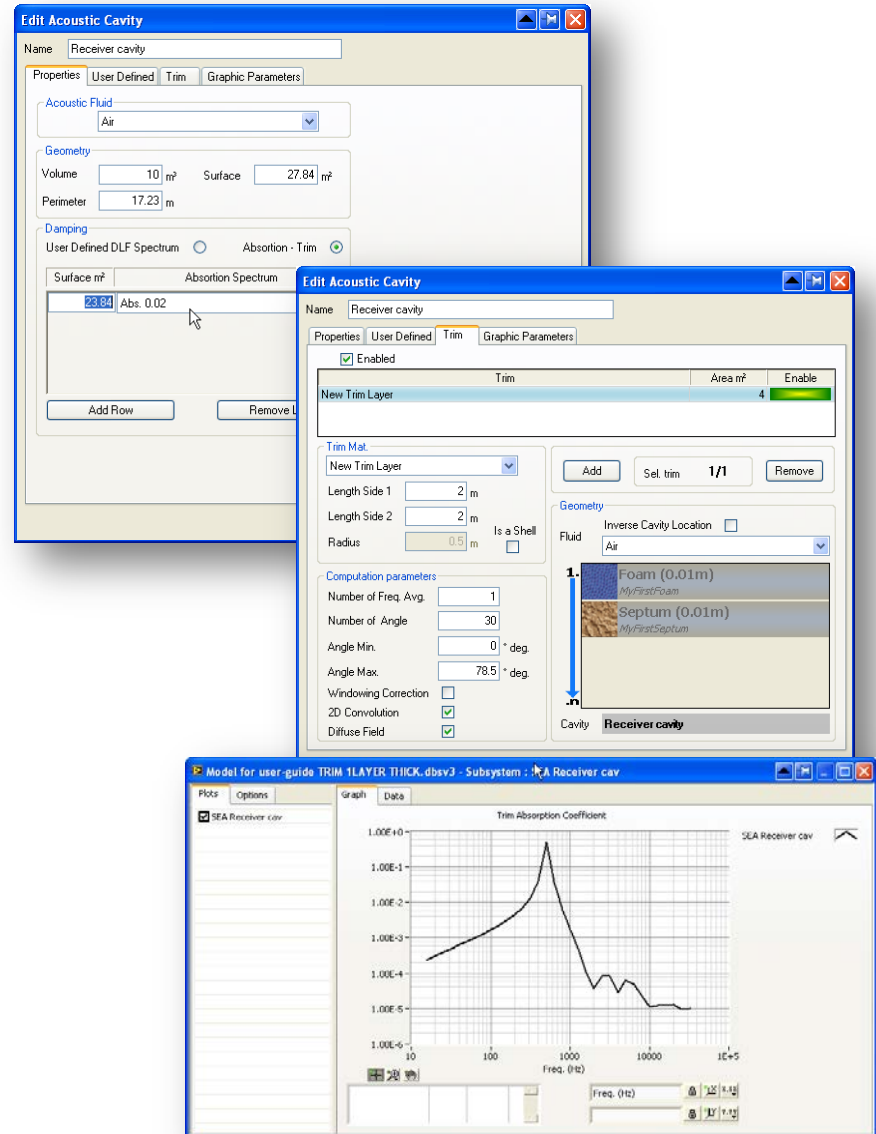 Edit Acoustic Cavity
Name Receiver cavity
Properties User Defined Trim Graphic Parameters
Acoustic Fluid
Air
Geometry
Volume 10 m³ Surface 27.84 m²
Perimeter 17.23 m
Damping
User Defined DLF Spectrum Absortion - Trim
Surface m² Absortion Spectrum
23.84 Abs. 0.02
Add Row Remove L
Edit Acoustic Cavity
Name Receiver cavity
Properties User Defined Trim Graphic Parameters
Enabled
Trim Area m² Enable
New Trim Layer 4
Trim Mat.
New Trim Layer
Length Side 1 2 m
Length Side 2 2 m
Radius 0.5 m
Is a Shell
Add Sel. trim 1/1 Remove
Geometry
Inverse Cavity Location
Fluid Air
1.
Foam (0.01m)
MyFirstFoam
Septum (0.01m)
MyFirstSeptum
.n
Cavity Receiver cavity
Computation parameters
Number of Freq. Avg. 1
Number of Angle 30
Angle Min. 0 ° deg.
Angle Max. 78.5 ° deg.
Windowing Correction
2D Convolution
Diffuse Field
Model for user-guide TRIM 1LAYER THICK.dbsv3 - Subsystem : SEA Receiver cav
Plots Options
SEA Receiver cav
Graph Data
Trim Absorption Coefficient
SEA Receiver cav
1.00E+0
1.00E-1
1.00E-2
1.00E-3
1.00E-4
1.00E-5
1.00E-6
10 100 1000 10000 1E+5
Freq. (Hz)
Freq. (Hz)